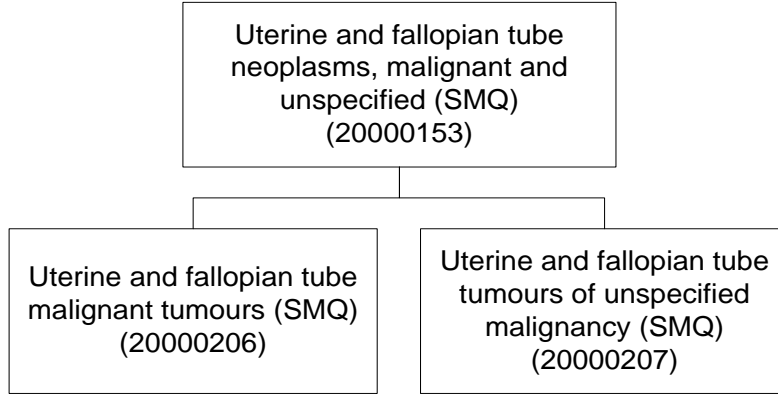 Uterine and fallopian tube
neoplasms, malignant and
unspecified (SMQ)
(20000153)
Uterine and fallopian tube
malignant tumours (SMQ)
(20000206)
Uterine and fallopian tube
tumours of unspecified
malignancy (SMQ)
(20000207)